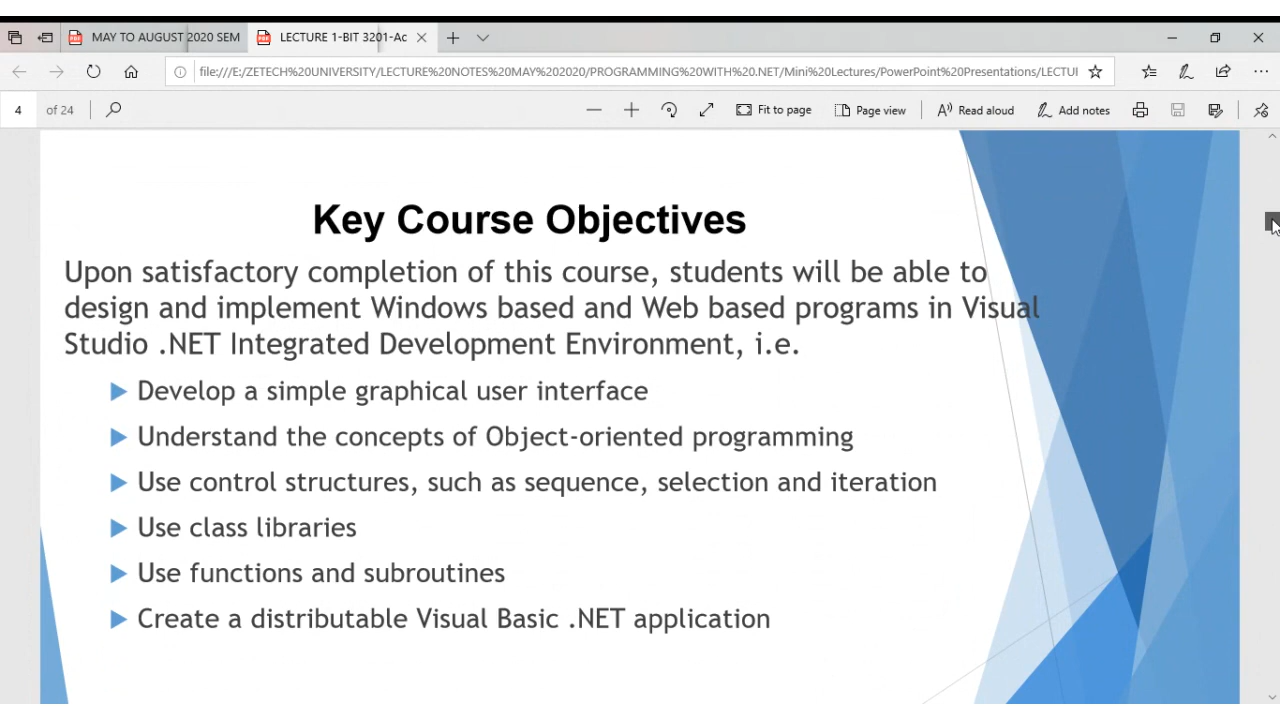 MAY TO AUGUST 2020 SEM
LECTURE 1-BIT 3201-Ac
file:///E:/ZETECH%20UNIVERSITY/LECTURE%20NOTES%20MAY%202020/PROGRAMMING%20WITH%20.NET/Mini%20Lectures/PowerPoint%20Presentations/LECTUI
4 of 24 Fit to page Page view Read aloud Add notes
Key Course Objectives
Upon satisfactory completion of this course, students will be able to
design and implement Windows based and Web based programs in Visual
Studio .NET Integrated Development Environment, i.e.
Develop a simple graphical user interface
Understand the concepts of Object-oriented programming
Use control structures, such as sequence, selection and iteration
Use class libraries
Use functions and subroutines
Create a distributable Visual Basic .NET application